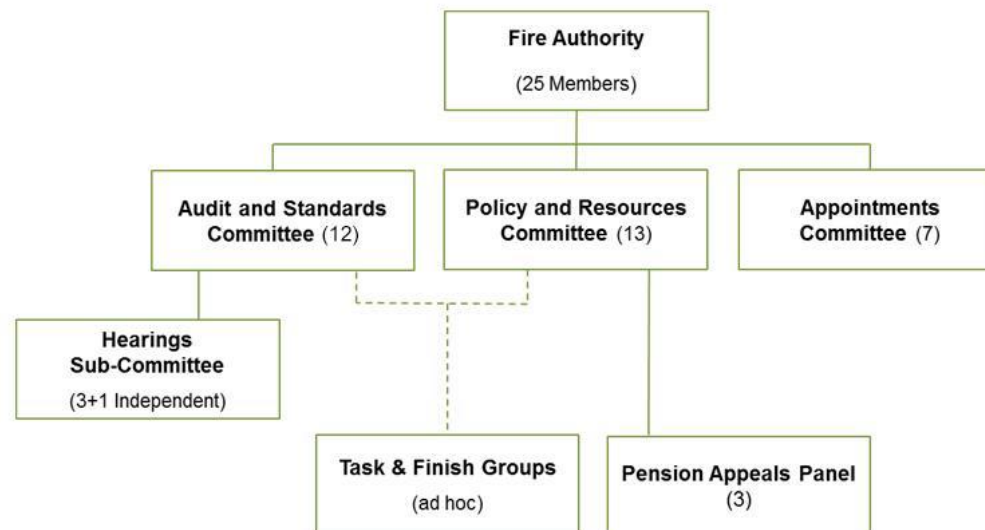 Fire Authority
(25 Members)
Audit and Standards
Committee (12)
Policy and Resources
Committee (13)
Appointments
Committee (7)
Hearings
Sub-Committee
(3+1 Independent)
Task & Finish Groups
(ad hoc)
Pension Appeals Panel
(3)